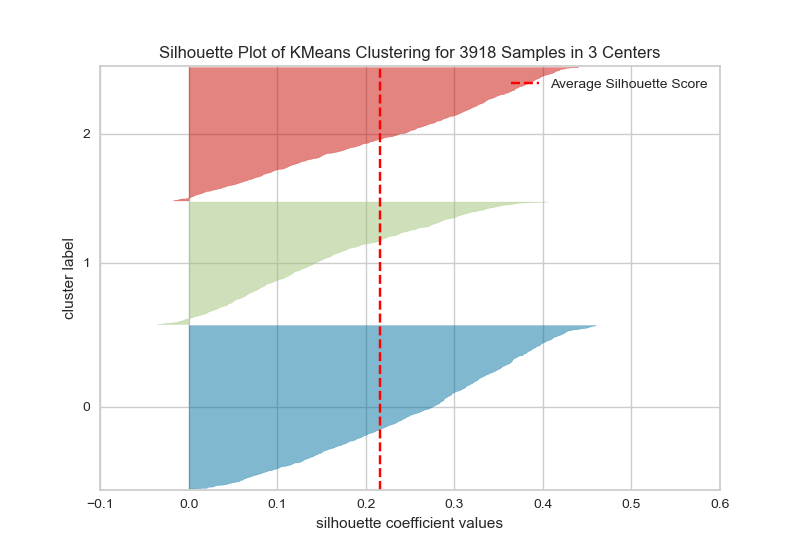 Silhouette Plot of KMeans Clustering for 3918 Samples in 3 Centers
Average Silhouette Score
2
1
0
cluster label
−0.1 0.0 0.1 0.2 0.3 0.4 0.5 0.6
silhouette coefficient values